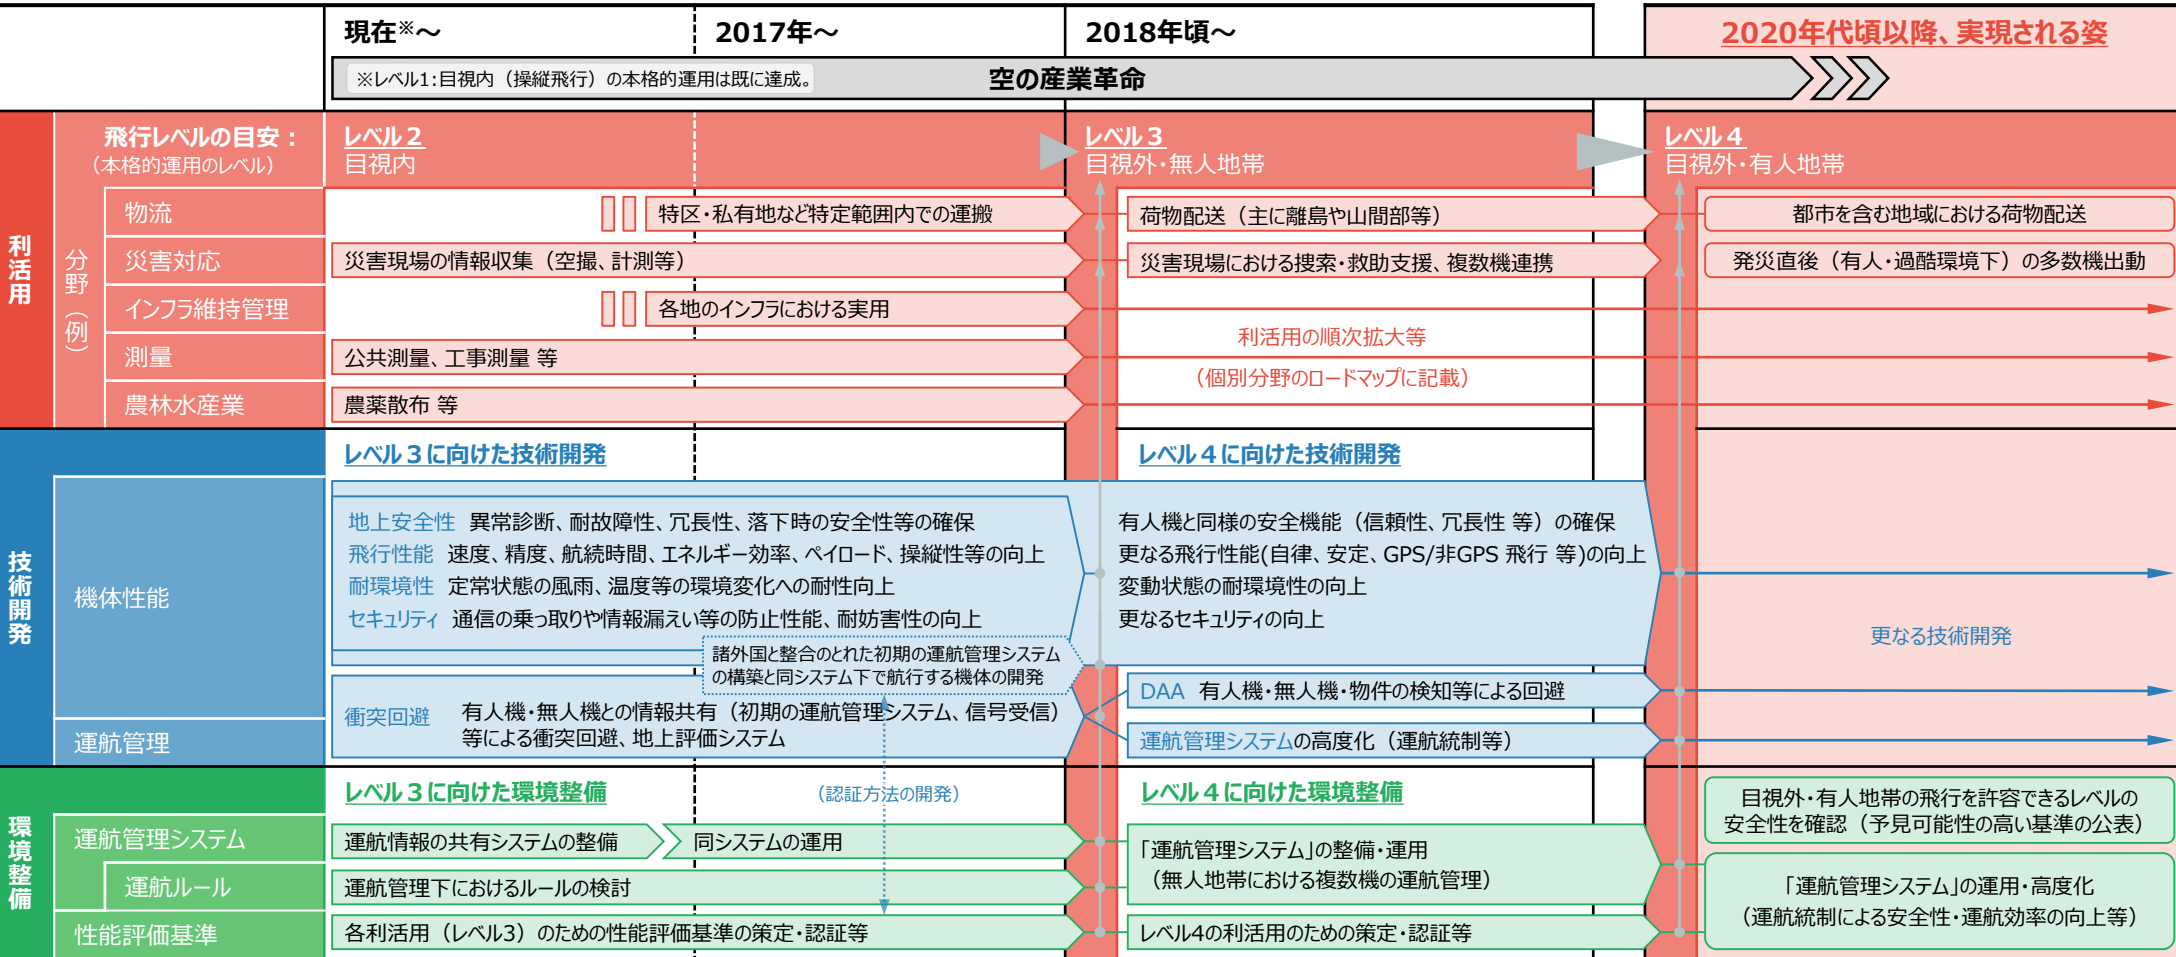 現在※～
2017年～
2018年頃～
2020年代頃以降、実現される姿
※レベル1:目視内（操縦飛行）の本格的運用は既に達成。
空の産業革命
利活用
飛行レベルの目安：
（本格的運用のレベル）
レベル２
目視内
レベル３
目視外・無人地帯
レベル４
目視外・有人地帯
分野（例）
物流
特区・私有地など特定範囲内での運搬
荷物配送（主に離島や山間部等）
都市を含む地域における荷物配送
災害対応
災害現場の情報収集（空撮、計測等）
災害現場における捜索・救助支援、複数機連携
発災直後（有人・過酷環境下）の多数機出動
インフラ維持管理
各地のインフラにおける実用
利活用の順次拡大等
測量
公共測量、工事測量 等
（個別分野のロードマップに記載）
農林水産業
農薬散布 等
技術開発
レベル３に向けた技術開発
レベル４に向けた技術開発
機体性能
地上安全性 異常診断、耐故障性、冗長性、落下時の安全性等の確保
飛行性能 速度、精度、航続時間、エネルギー効率、ペイロード、操縦性等の向上
耐環境性 定常状態の風雨、温度等の環境変化への耐性向上
セキュリティ 通信の乗っ取りや情報漏えい等の防止性能、耐妨害性の向上
有人機と同様の安全機能（信頼性、冗長性 等）の確保
更なる飛行性能(自律、安定、GPS/非GPS 飛行 等)の向上
変動状態の耐環境性の向上
更なるセキュリティの向上
更なる技術開発
諸外国と整合のとれた初期の運航管理システム
の構築と同システム下で航行する機体の開発
運航管理
衝突回避 有人機・無人機との情報共有（初期の運航管理システム、信号受信）
等による衝突回避、地上評価システム
DAA 有人機・無人機・物件の検知等による回避
運航管理システムの高度化（運航統制等）
環境整備
レベル３に向けた環境整備
（認証方法の開発）
レベル４に向けた環境整備
目視外・有人地帯の飛行を許容できるレベルの
安全性を確認（予見可能性の高い基準の公表）
運航管理システム
運航情報の共有システムの整備
同システムの運用
「運航管理システム」の整備・運用
（無人地帯における複数機の運航管理）
運航ルール
運航管理下におけるルールの検討
「運航管理システム」の運用・高度化
（運航統制による安全性・運航効率の向上等）
性能評価基準
各利活用（レベル3）のための性能評価基準の策定・認証等
レベル4の利活用のための策定・認証等